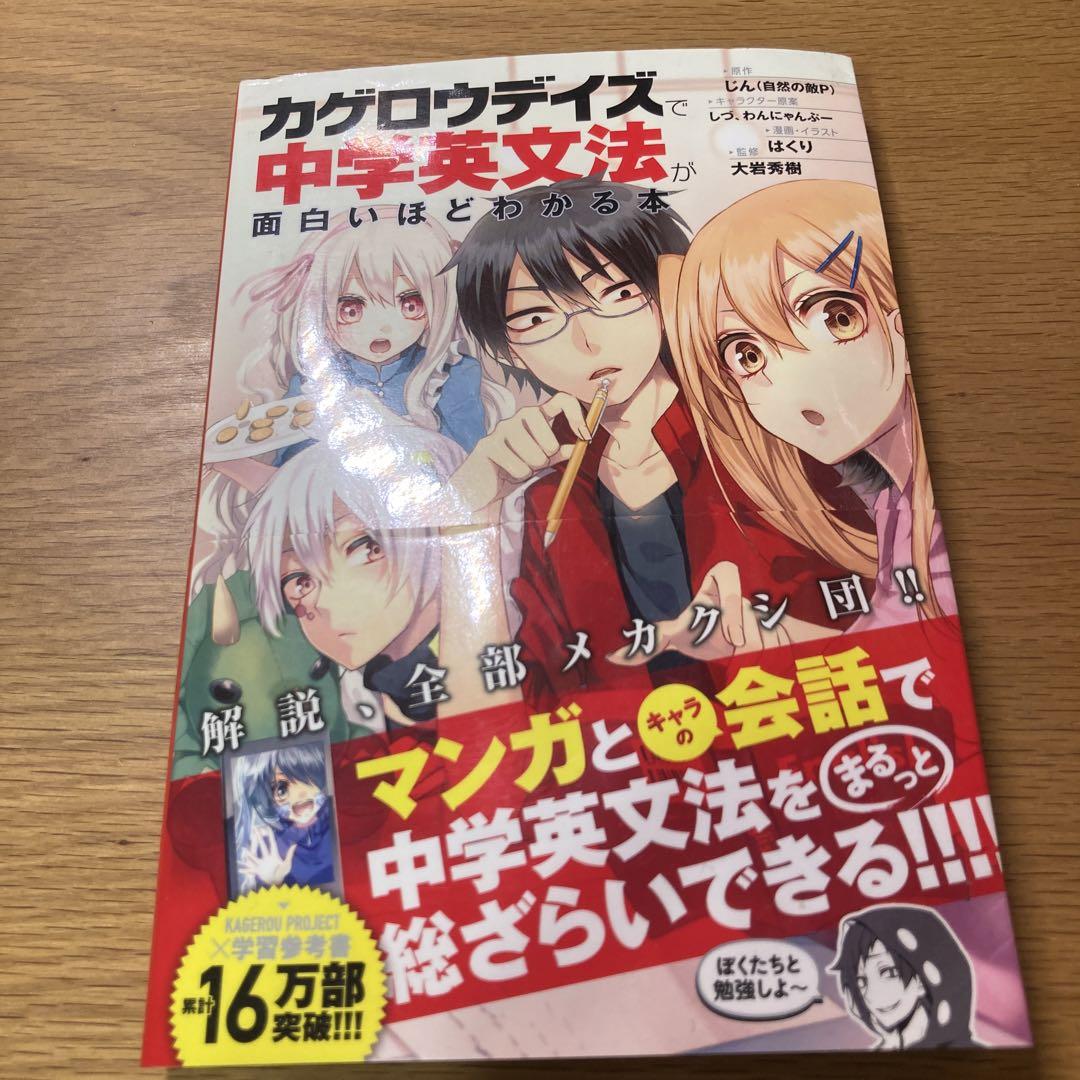 カゲロウデイズで
中学英文法が
面白いほどわかる本
▸原作
じん(自然の敵P)
▸キャラクター原案
しづ、わんにゃんぷー
▸漫画・イラスト
はくり
▸監修
大岩秀樹
解説、全部メカクシ団!!
マンガとキャラの会話で
中学英文法をまるっと
総ざらいできる!!!!
KAGEROU PROJECT
×学習参考書
累計16万部
突破!!!
ぼくたちと
勉強しよ〜